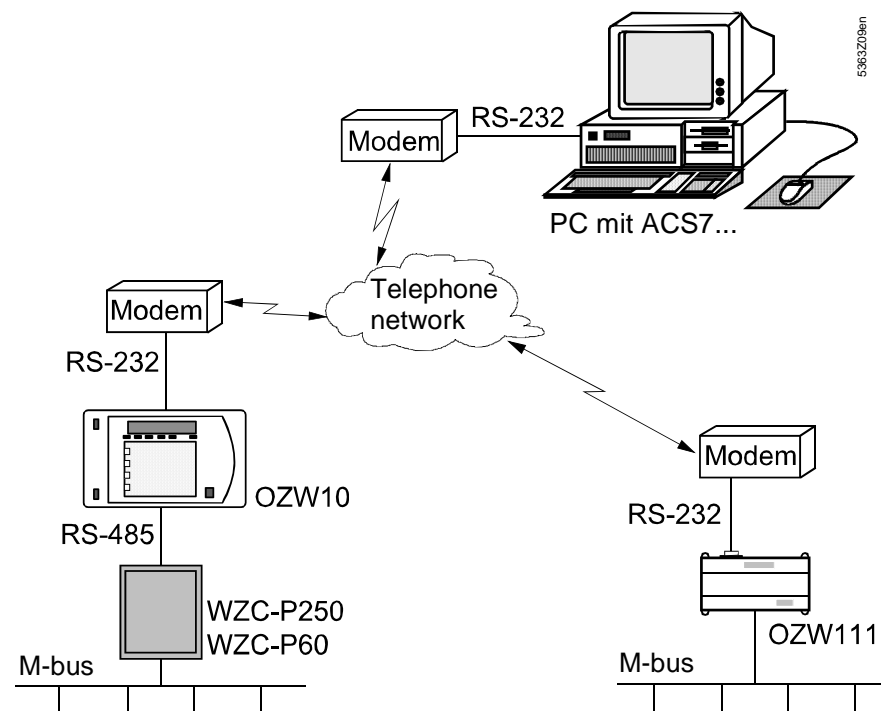 5363Z09en
RS-232
Modem
PC mit ACS7...
Telephone
network
Modem
RS-232
OZW10
RS-485
WZC-P250
WZC-P60
M-bus
Modem
RS-232
OZW111
M-bus